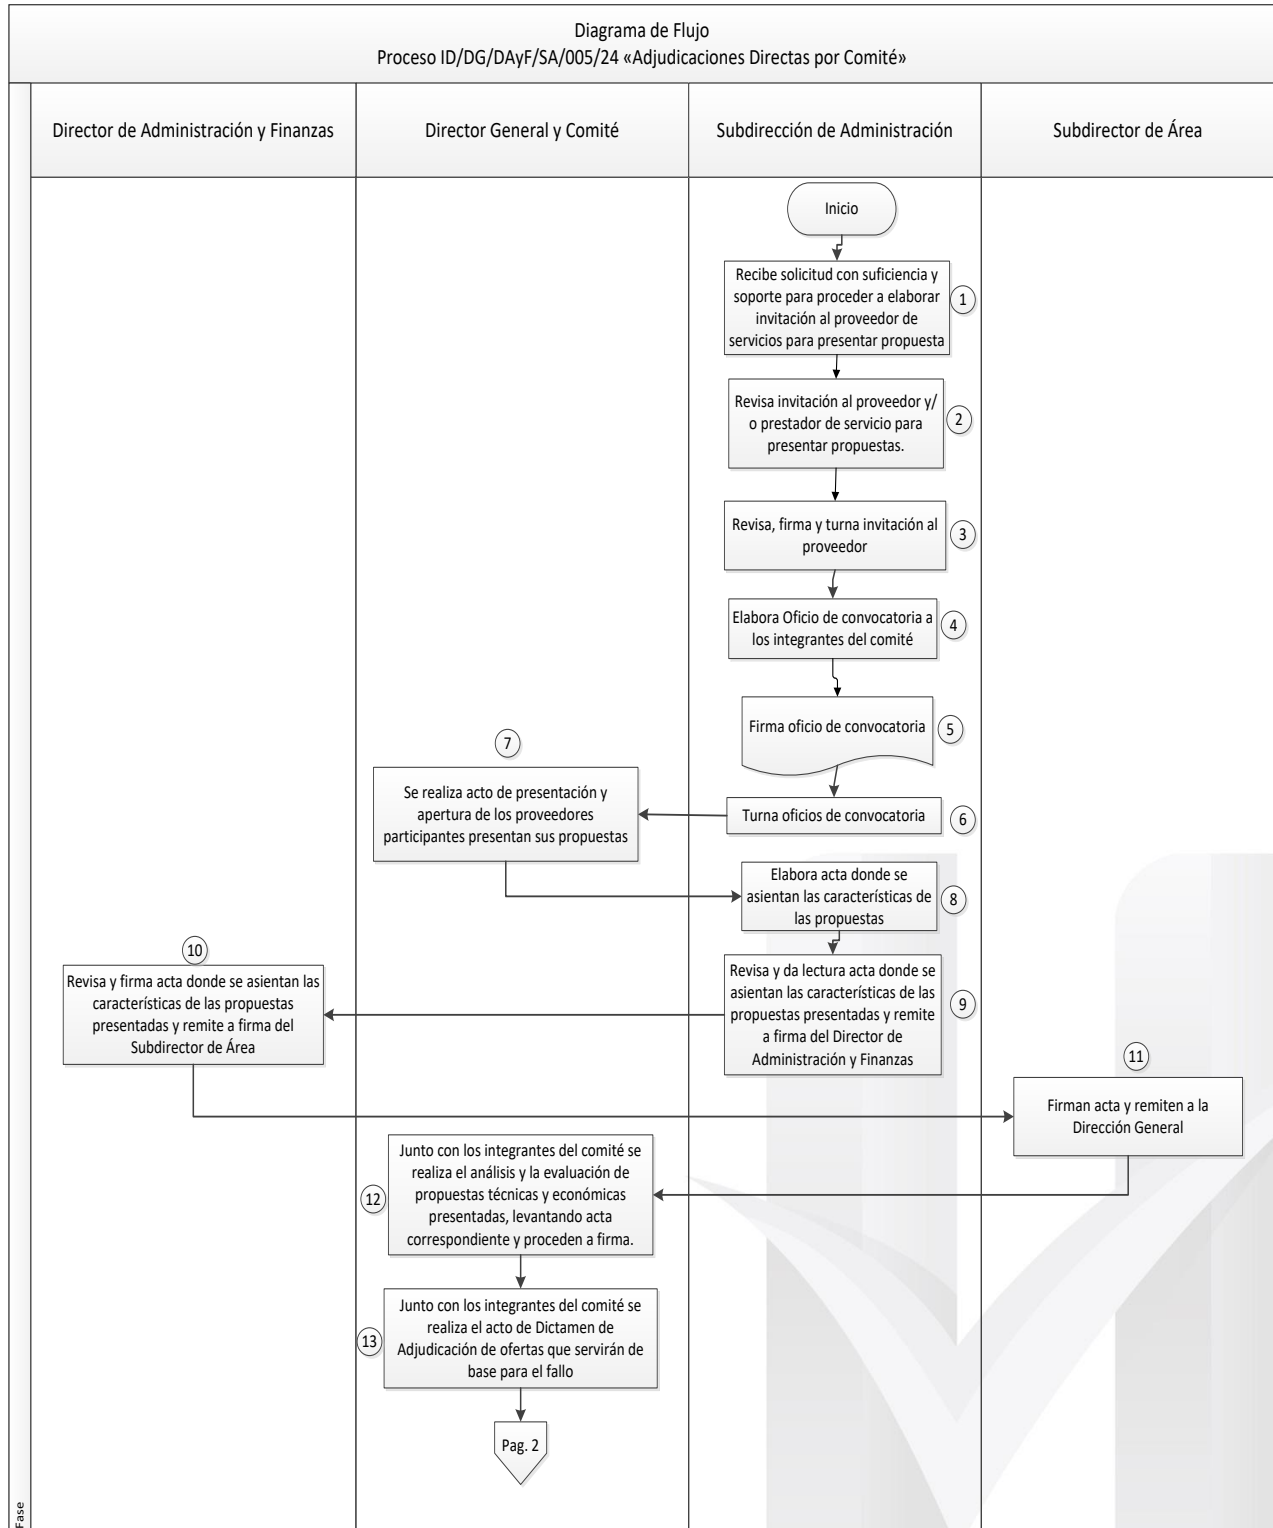 Diagrama de Flujo
Proceso ID/DG/DAyF/SA/005/24 «Adjudicaciones Directas por Comité»
Director de Administración y Finanzas
Director General y Comité
Subdirección de Administración
Subdirector de Área
Inicio
Recibe solicitud con suficiencia y
soporte para proceder a elaborar
invitación al proveedor de
servicios para presentar propuesta
1
Revisa invitación al proveedor y/
o prestador de servicio para
presentar propuestas.
2
Revisa, firma y turna invitación al
proveedor
3
Elabora Oficio de convocatoria a
los integrantes del comité
4
Firma oficio de convocatoria
5
Turna oficios de convocatoria
6
7
Se realiza acto de presentación y
apertura de los proveedores
participantes presentan sus propuestas
Elabora acta donde se
asientan las características de
las propuestas
8
Revisa y da lectura acta donde se
asientan las características de las
propuestas presentadas y remite
a firma del Director de
Administración y Finanzas
9
10
Revisa y firma acta donde se asientan las
características de las propuestas
presentadas y remite a firma del
Subdirector de Área
11
Firman acta y remiten a la
Dirección General
Junto con los integrantes del comité se
realiza el análisis y la evaluación de
propuestas técnicas y económicas
presentadas, levantando acta
correspondiente y proceden a firma.
12
Junto con los integrantes del comité se
realiza el acto de Dictamen de
Adjudicación de ofertas que servirán de
base para el fallo
13
Pag. 2
Fase